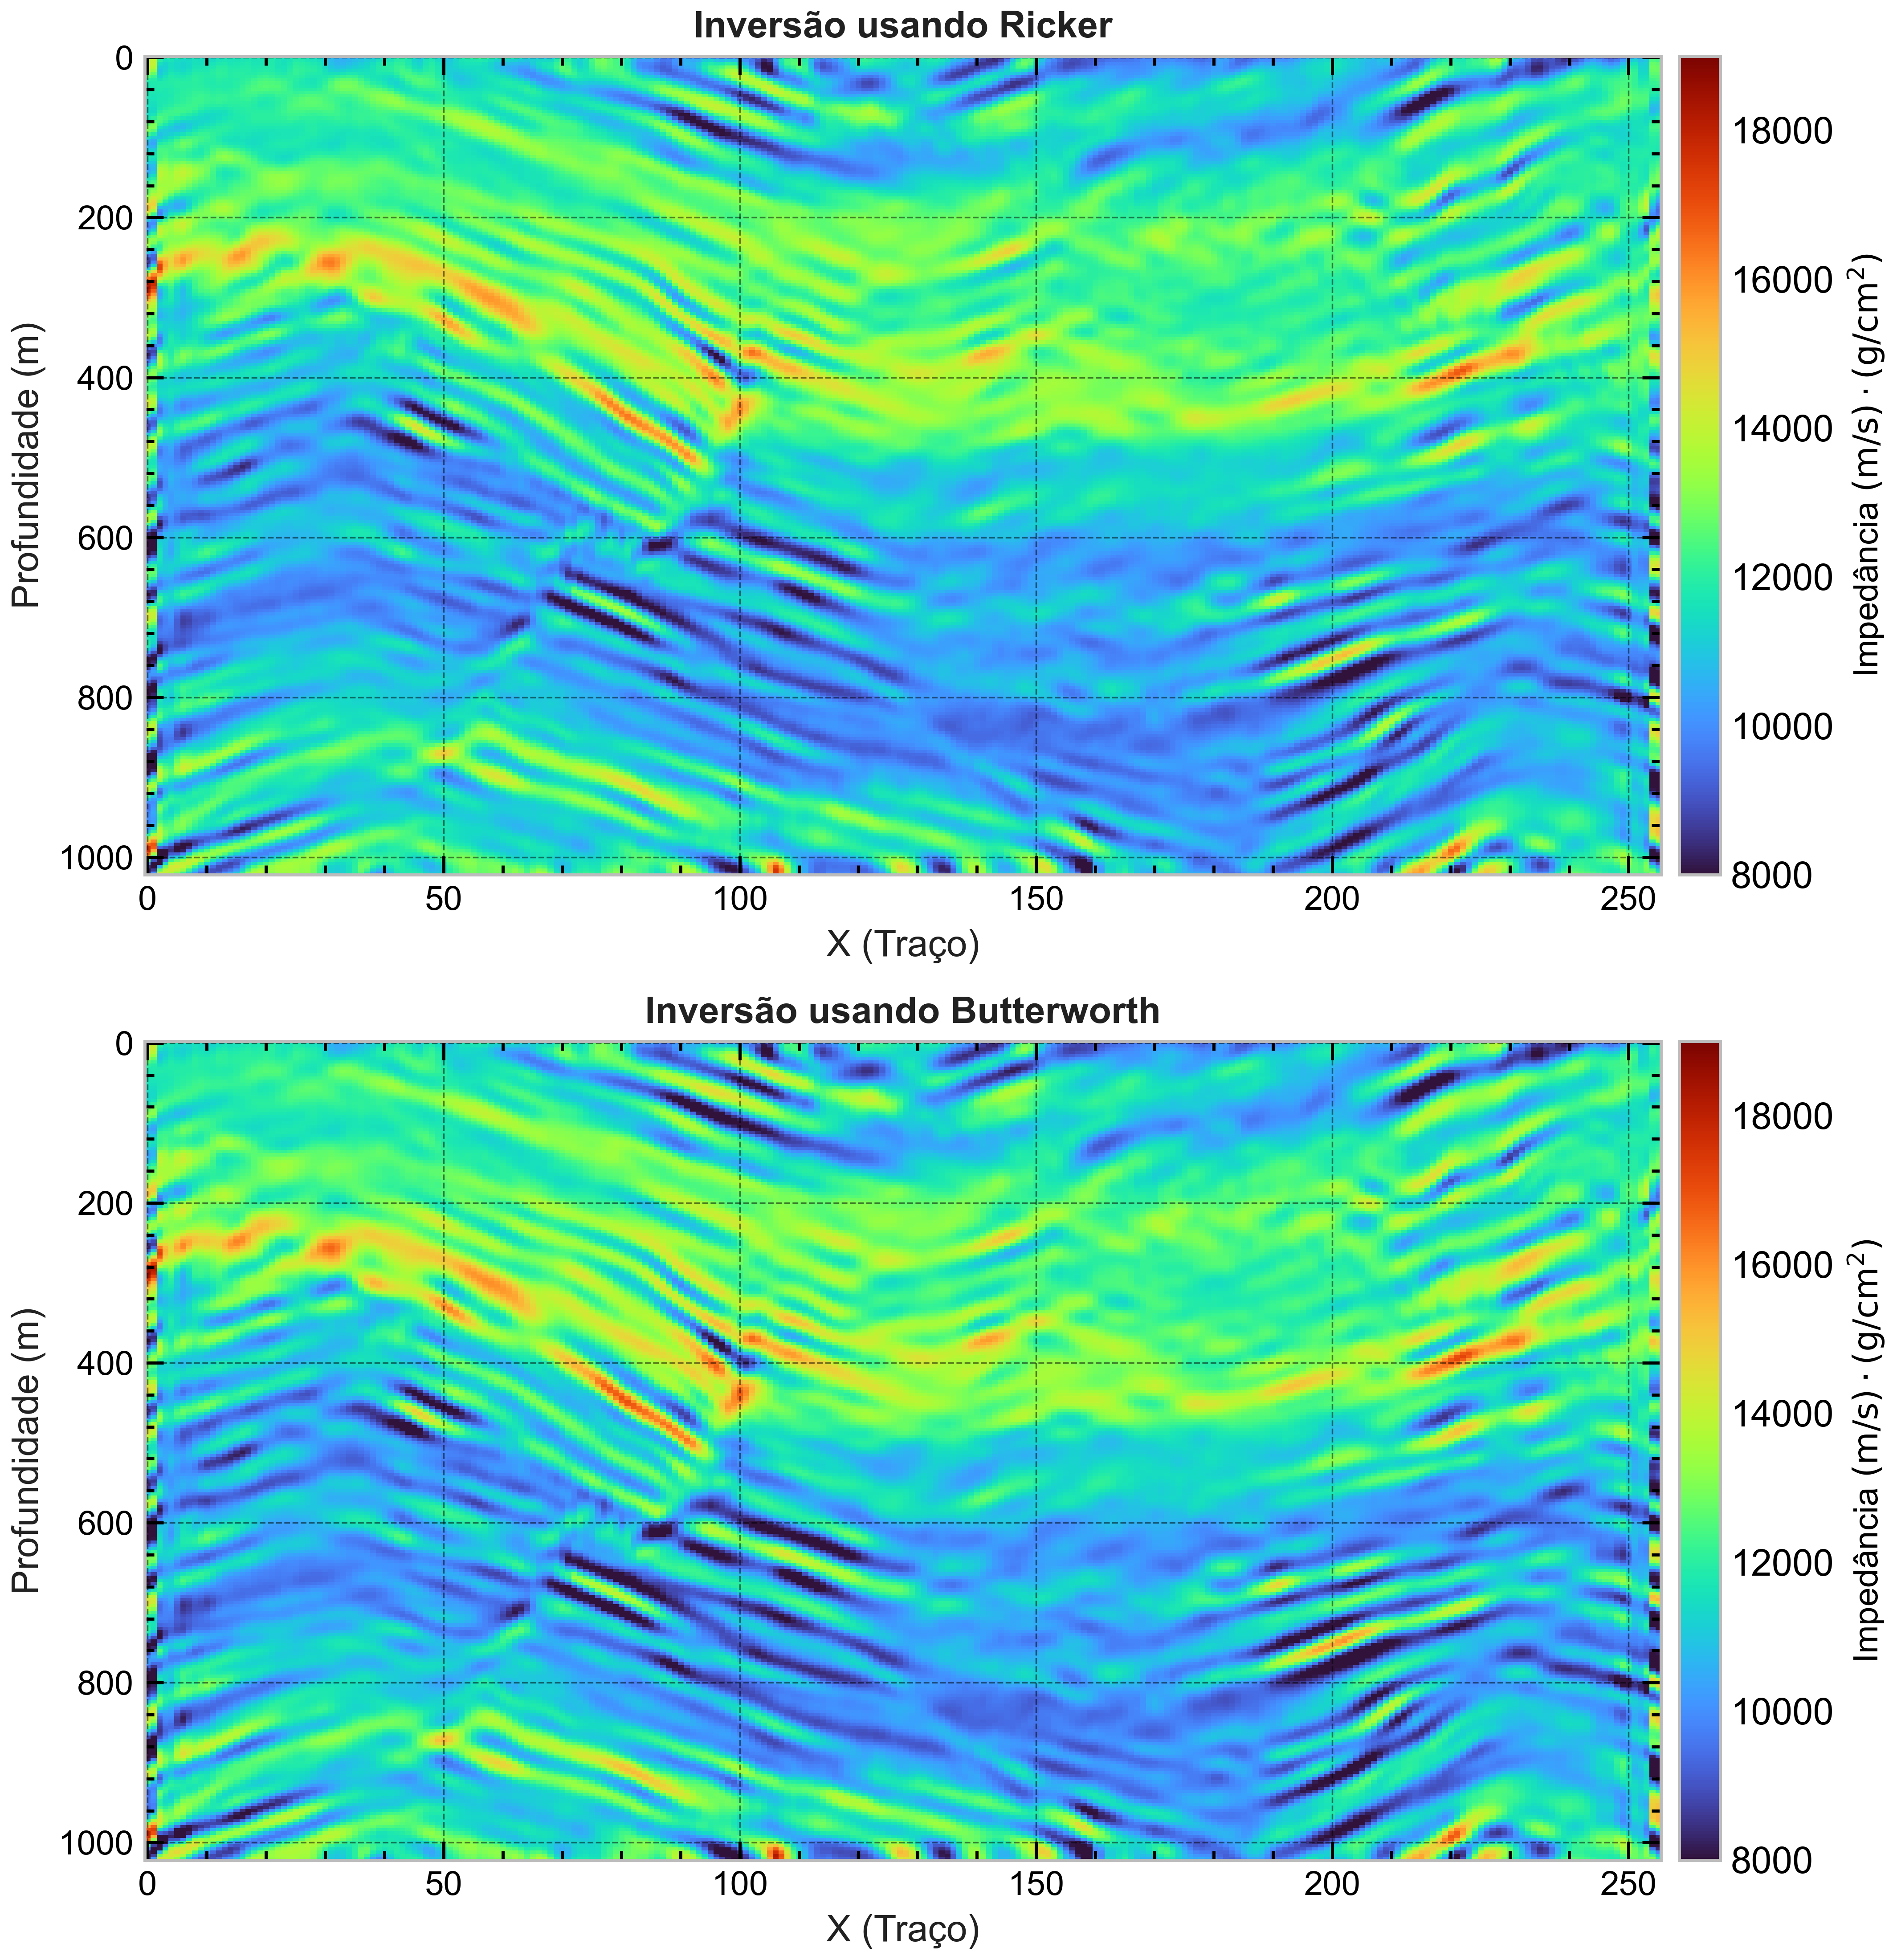 Inversão usando Ricker
0
200
400
600
800
1000
Profundidade (m)
0 50 100 150 200 250
X (Traço)
18000
16000
14000
12000
10000
8000
Impedância (m/s) · (g/cm²)
Inversão usando Butterworth
0
200
400
600
800
1000
Profundidade (m)
0 50 100 150 200 250
X (Traço)
18000
16000
14000
12000
10000
8000
Impedância (m/s) · (g/cm²)